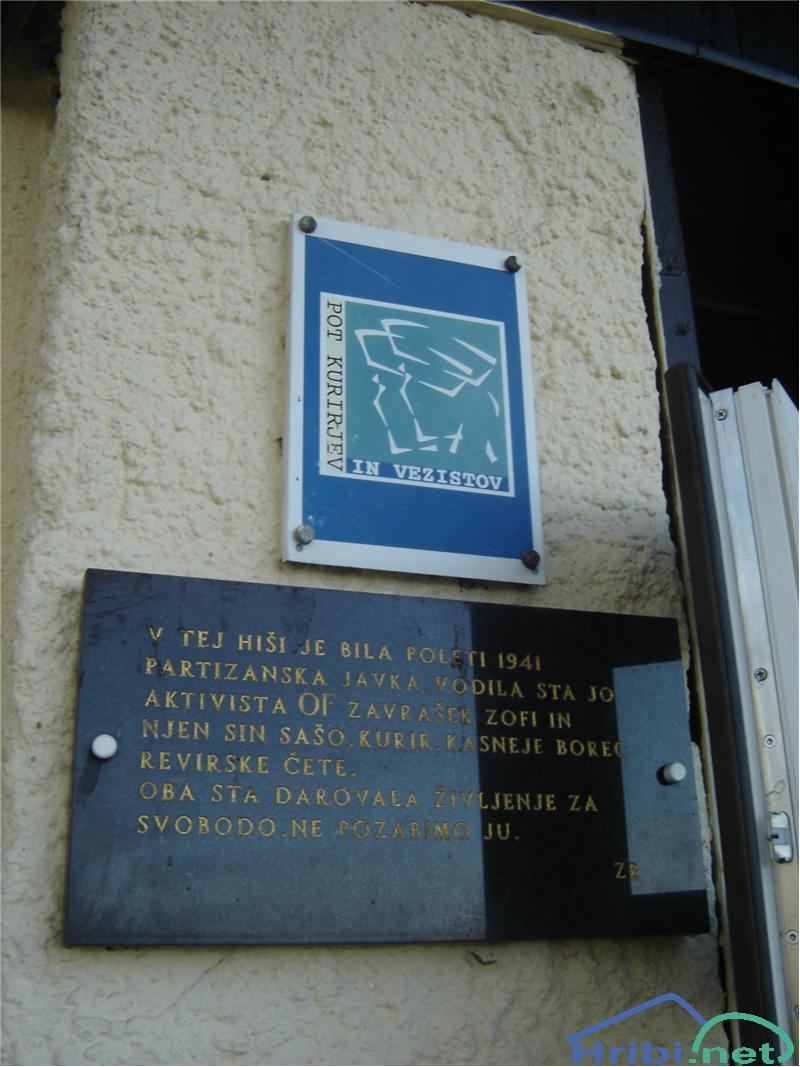 POT KURIRJEV
IN VEZISTOV
V TEJ HIŠI JE BILA POLETI 1941
PARTIZANSKA JAVKA. VODILA STA JO
AKTIVISTA OF ZAVRAŠEK ZOFI IN
NJEN SIN SAŠO, KURIR, KASNEJE BOREC
REVIRSKE ČETE.
OBA STA DAROVALA ŽIVLJENJE ZA
SVOBODO. NE POZABIMO JU.
ZB
Hribi.net